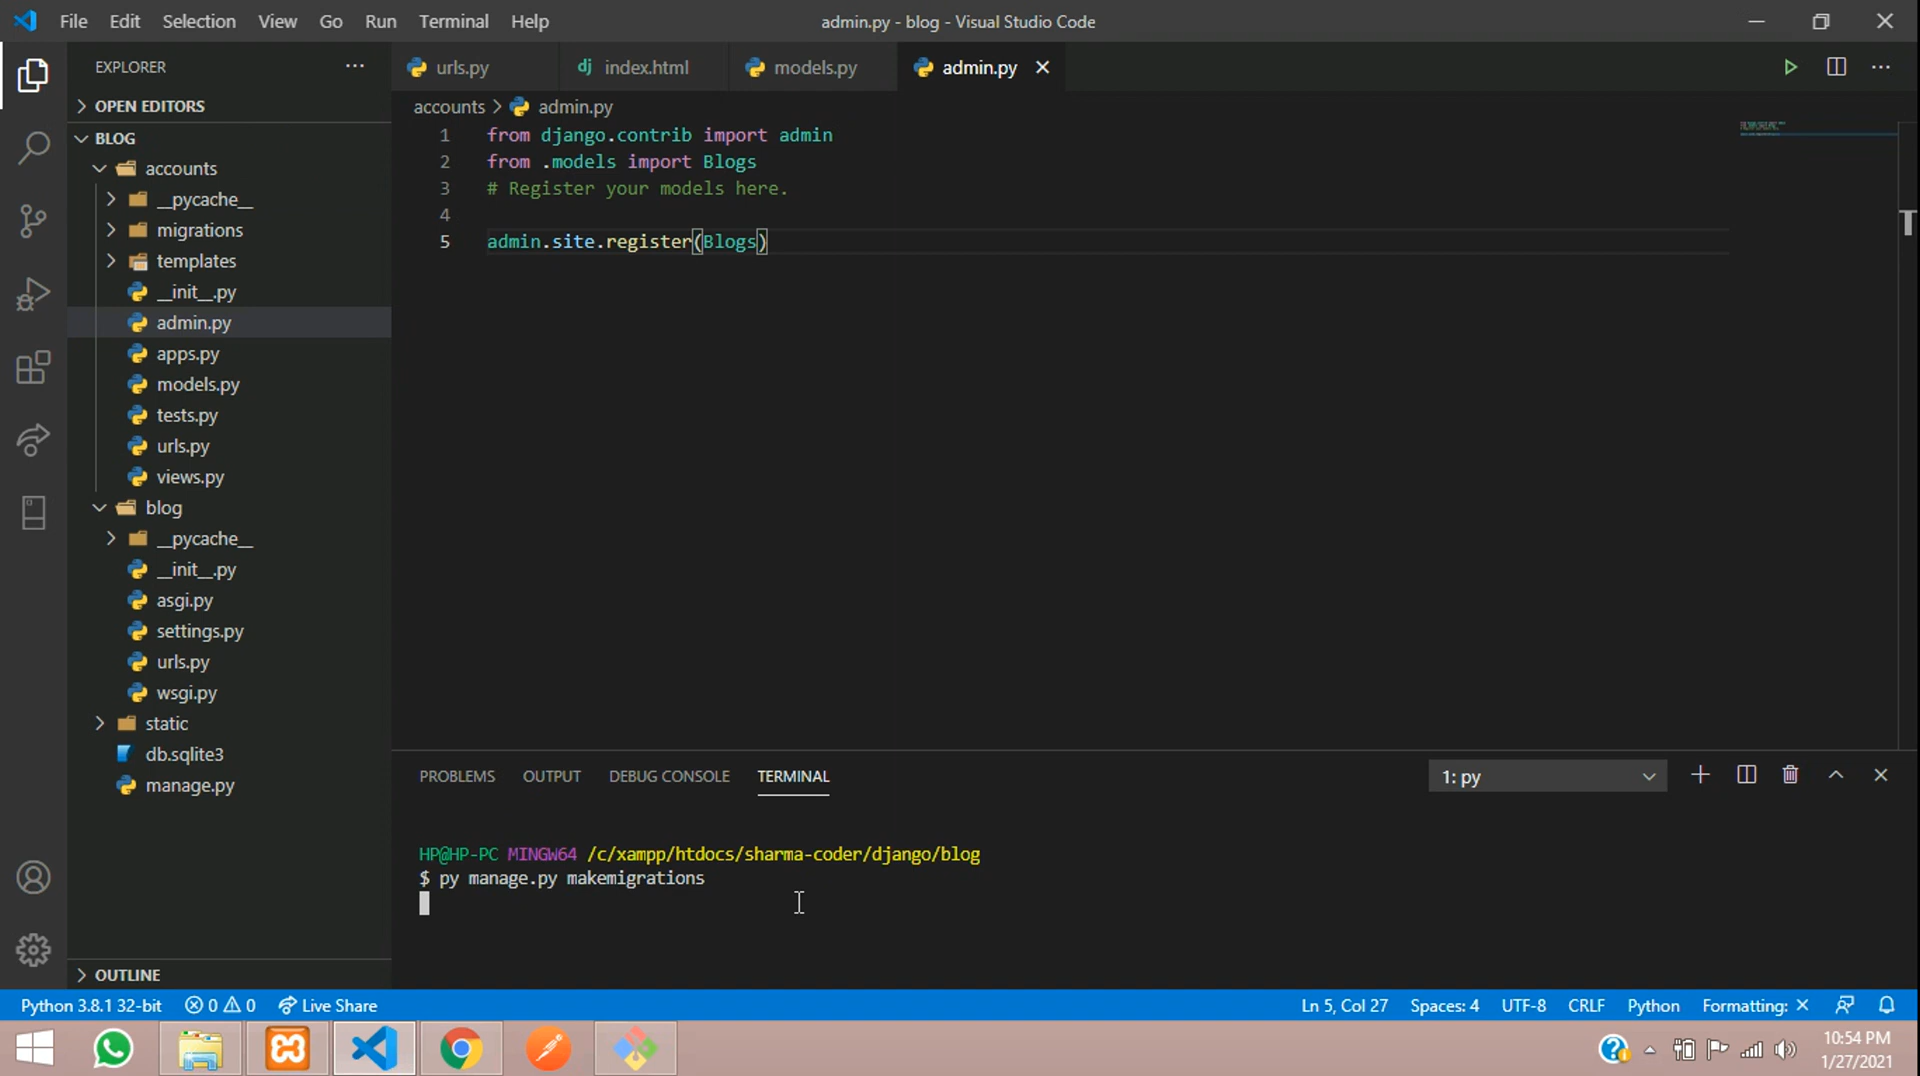 File Edit Selection View Go Run Terminal Help
admin.py - blog - Visual Studio Code
EXPLORER
OPEN EDITORS
BLOG
accounts
__pycache__
migrations
templates
__init__.py
admin.py
apps.py
models.py
tests.py
urls.py
views.py
blog
__pycache__
__init__.py
asgi.py
settings.py
urls.py
wsgi.py
static
db.sqlite3
manage.py
OUTLINE
urls.py
dj index.html
models.py
admin.py
accounts > admin.py
1 from django.contrib import admin
2 from .models import Blogs
3 # Register your models here.
4
5 admin.site.register(Blogs)
PROBLEMS OUTPUT DEBUG CONSOLE TERMINAL
1: py
HP@HP-PC MINGW64 /c/xampp/htdocs/sharma-coder/django/blog
$ py manage.py makemigrations
Python 3.8.1 32-bit 0 0 Live Share
Ln 5, Col 27 Spaces: 4 UTF-8 CRLF Python Formatting: ×
10:54 PM
1/27/2021